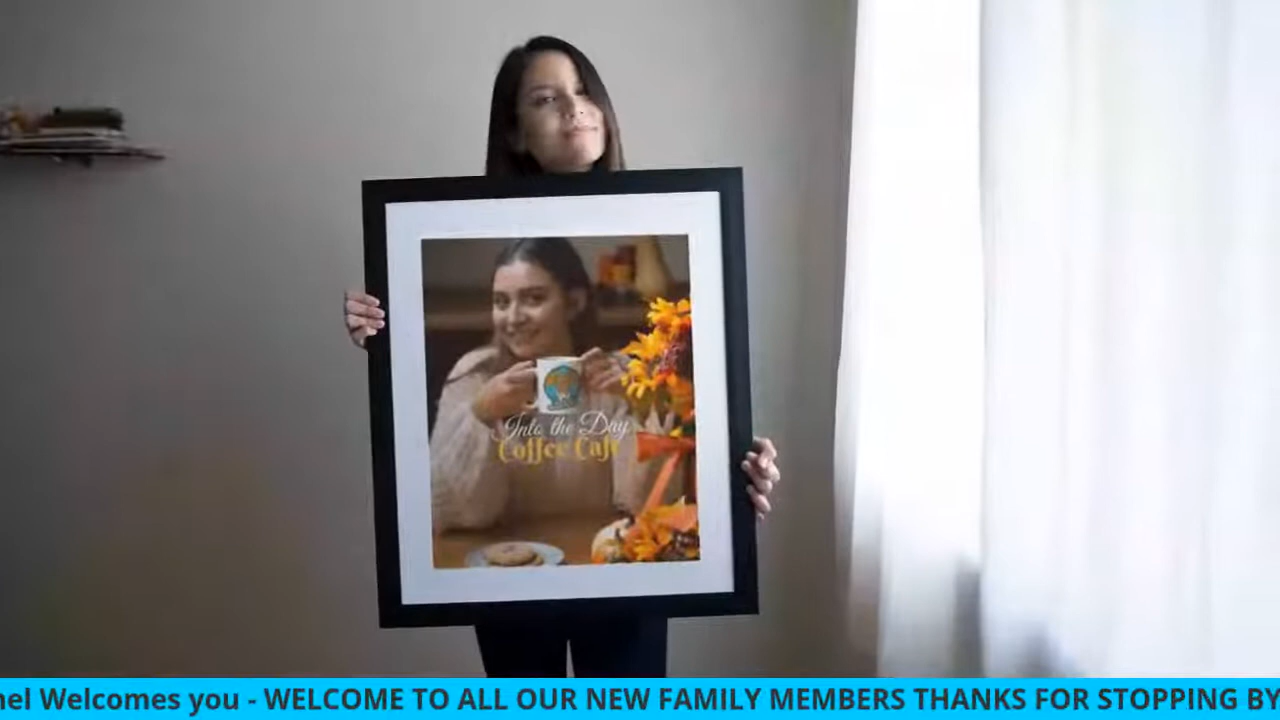 Into the Day
Coffee Cafe
nel Welcomes you - WELCOME TO ALL OUR NEW FAMILY MEMBERS THANKS FOR STOPPING BY